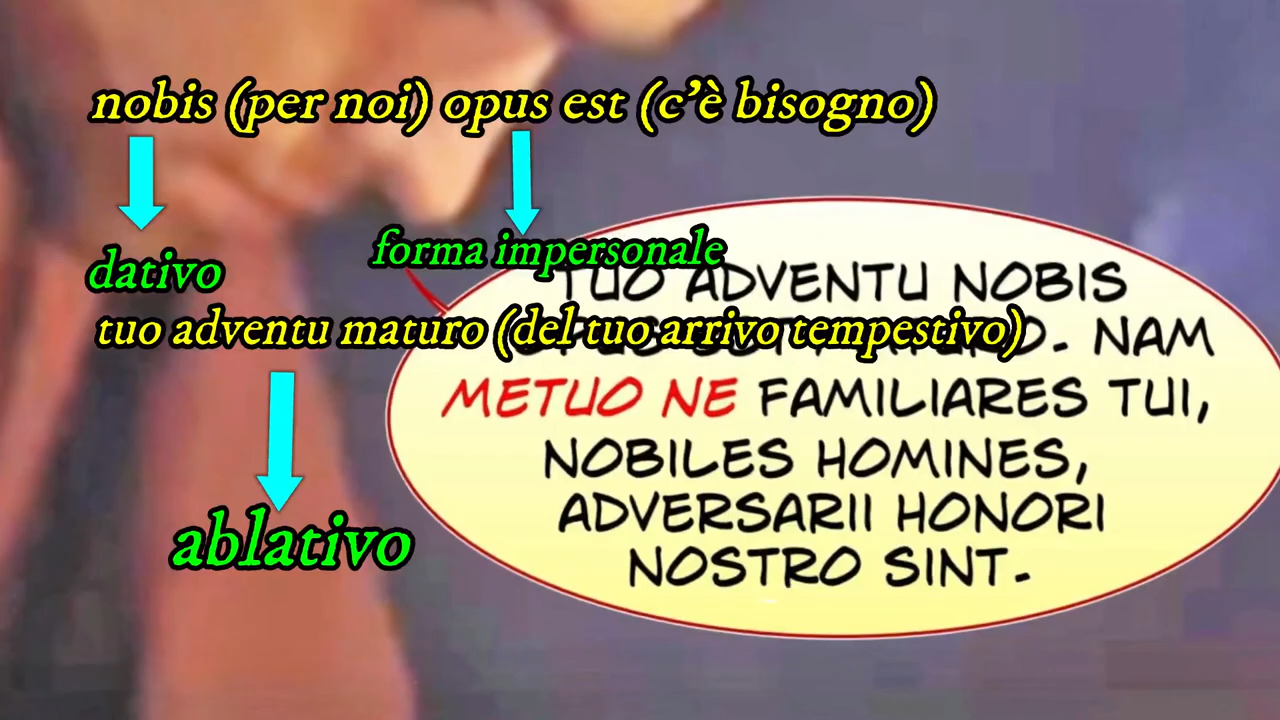 nobis (per noi) opus est (c'è bisogno)
dativo
forma impersonale
tuo adventu maturo (del tuo arrivo tempestivo)
ablativo
TUO ADVENTU NOBIS
NAM
METUO NE FAMILIARES TUI,
NOBILES HOMINES,
ADVERSARII HONORI
NOSTRO SINT.